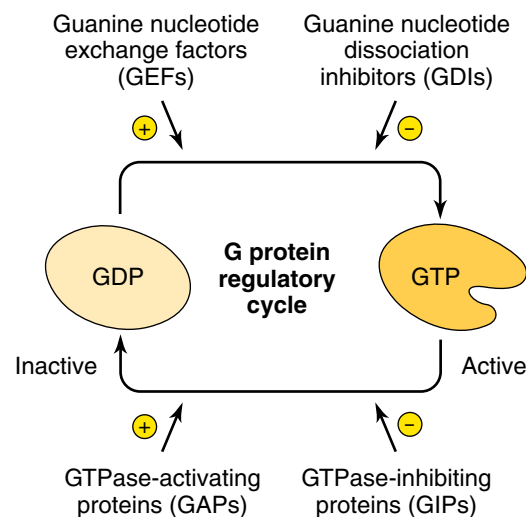 Guanine nucleotide
exchange factors
(GEFs)
Guanine nucleotide
dissociation
inhibitors (GDIs)
+
−
GDP
G protein
regulatory
cycle
GTP
Inactive
Active
+
−
GTPase-activating
proteins (GAPs)
GTPase-inhibiting
proteins (GIPs)